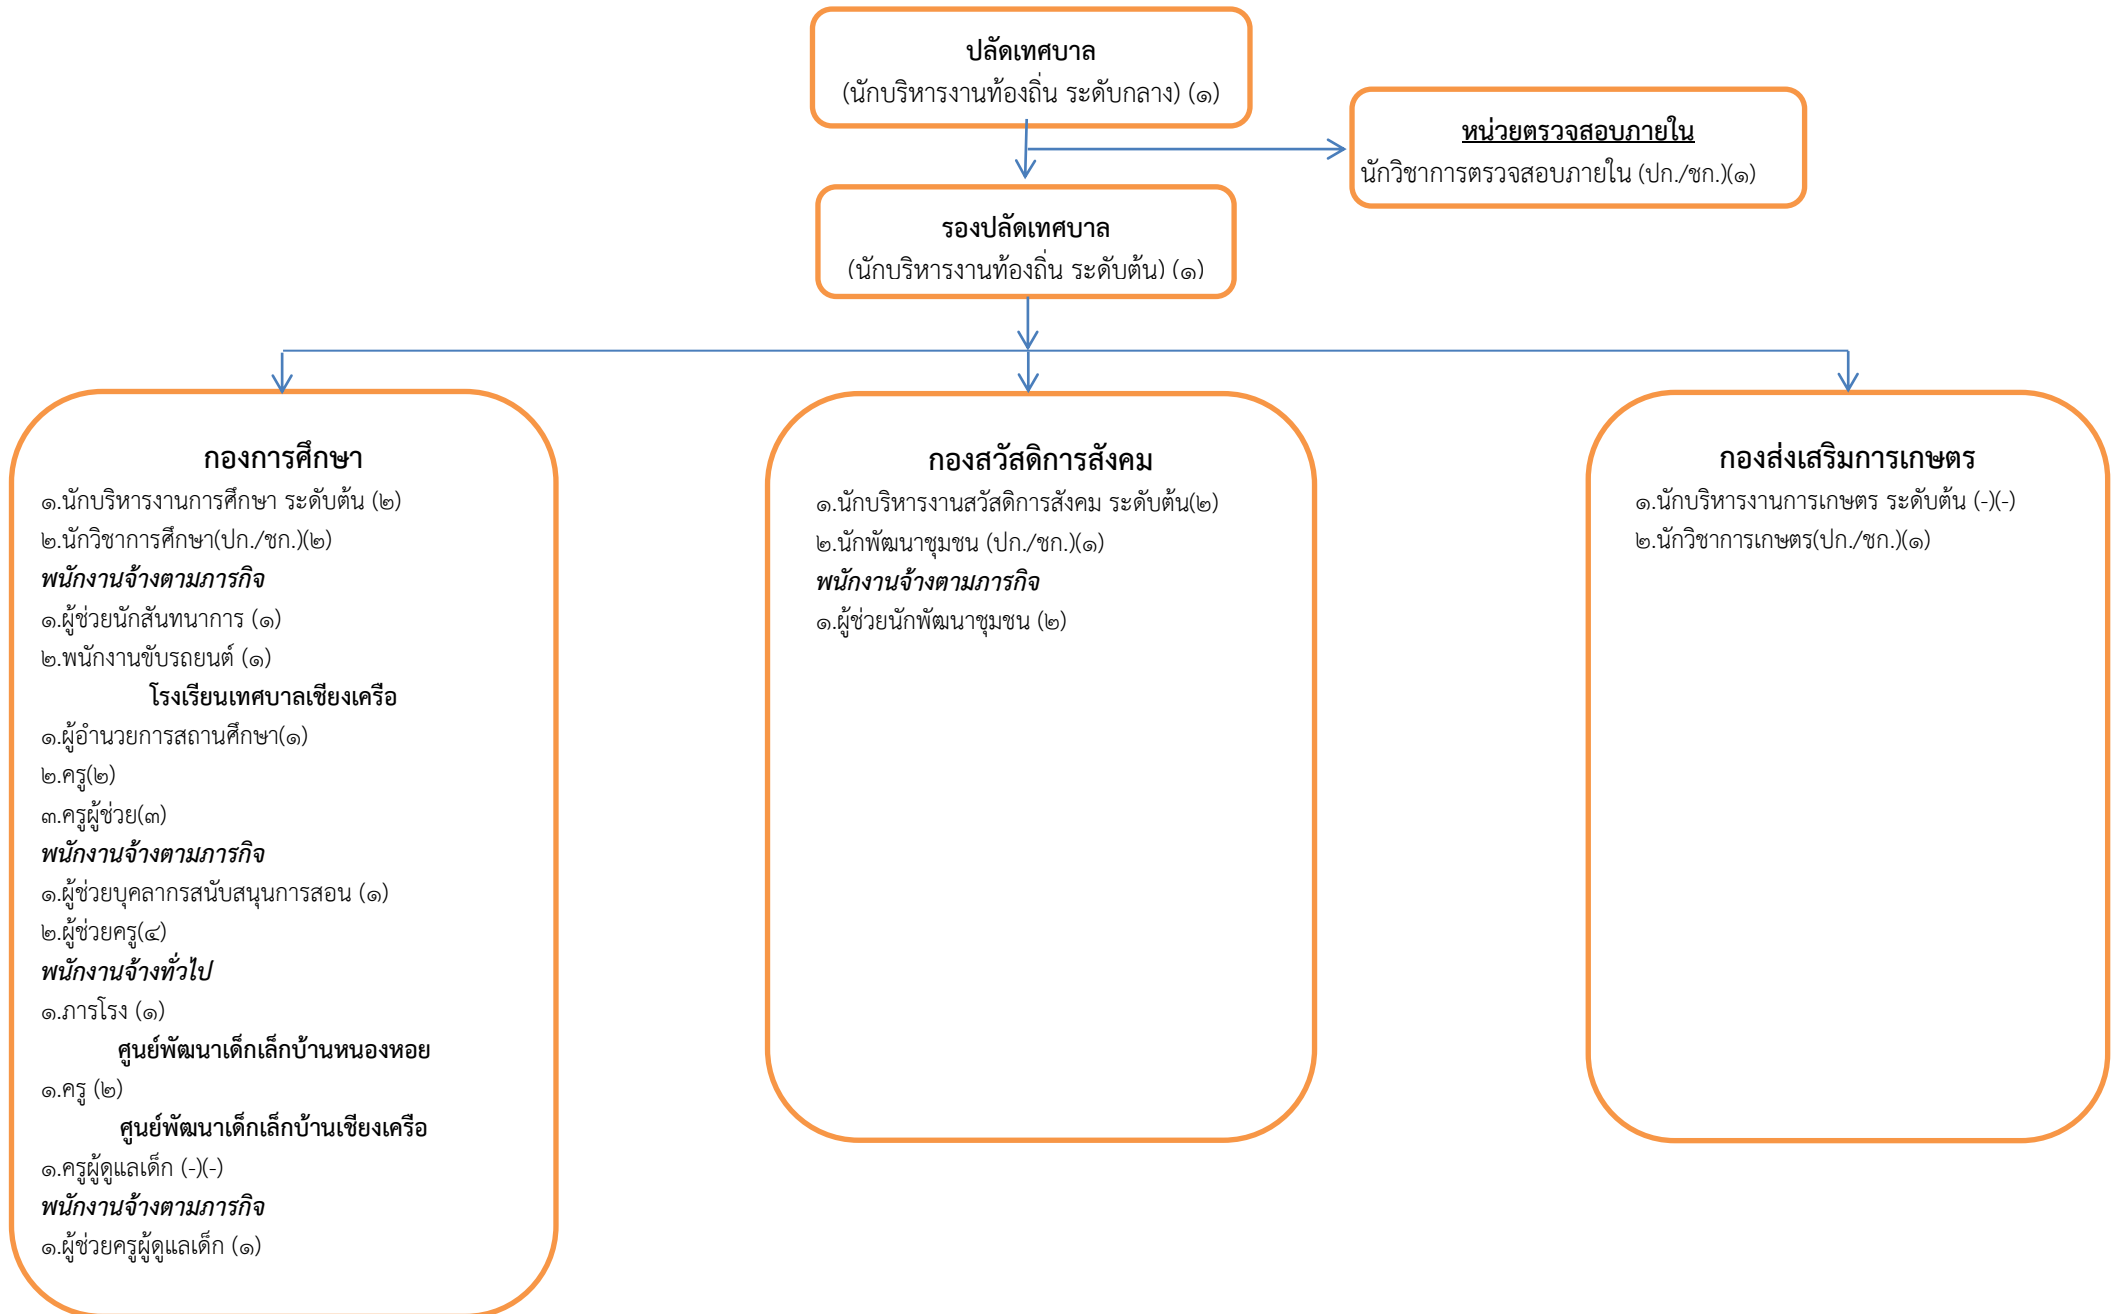 ปลัดเทศบาล
(นักบริหารงานท้องถิ่น ระดับกลาง) (๑)
หน่วยตรวจสอบภายใน
นักวิชาการตรวจสอบภายใน (ปก./ชก.)(๑)
รองปลัดเทศบาล
(นักบริหารงานท้องถิ่น ระดับต้น) (๑)
กองการศึกษา
๑.นักบริหารงานการศึกษา ระดับต้น (๒)
๒.นักวิชาการศึกษา(ปก./ชก.)(๒)
พนักงานจ้างตามภารกิจ
๑.ผู้ช่วยนักสันทนาการ (๑)
๒.พนักงานขับรถยนต์ (๑)
โรงเรียนเทศบาลเชียงเครือ
๑.ผู้อำนวยการสถานศึกษา(๑)
๒.ครู(๒)
๓.ครูผู้ช่วย(๓)
พนักงานจ้างตามภารกิจ
๑.ผู้ช่วยบุคลากรสนับสนุนการสอน (๑)
๒.ผู้ช่วยครู(๔)
พนักงานจ้างทั่วไป
๑.ภารโรง (๑)
ศูนย์พัฒนาเด็กเล็กบ้านหนองหอย
๑.ครู (๒)
ศูนย์พัฒนาเด็กเล็กบ้านเชียงเครือ
๑.ครูผู้ดูแลเด็ก (-)(-)
พนักงานจ้างตามภารกิจ
๑.ผู้ช่วยครูผู้ดูแลเด็ก (๑)
กองสวัสดิการสังคม
๑.นักบริหารงานสวัสดิการสังคม ระดับต้น(๒)
๒.นักพัฒนาชุมชน (ปก./ชก.)(๑)
พนักงานจ้างตามภารกิจ
๑.ผู้ช่วยนักพัฒนาชุมชน (๒)
กองส่งเสริมการเกษตร
๑.นักบริหารงานการเกษตร ระดับต้น (-)(-)
๒.นักวิชาการเกษตร(ปก./ชก.)(๑)